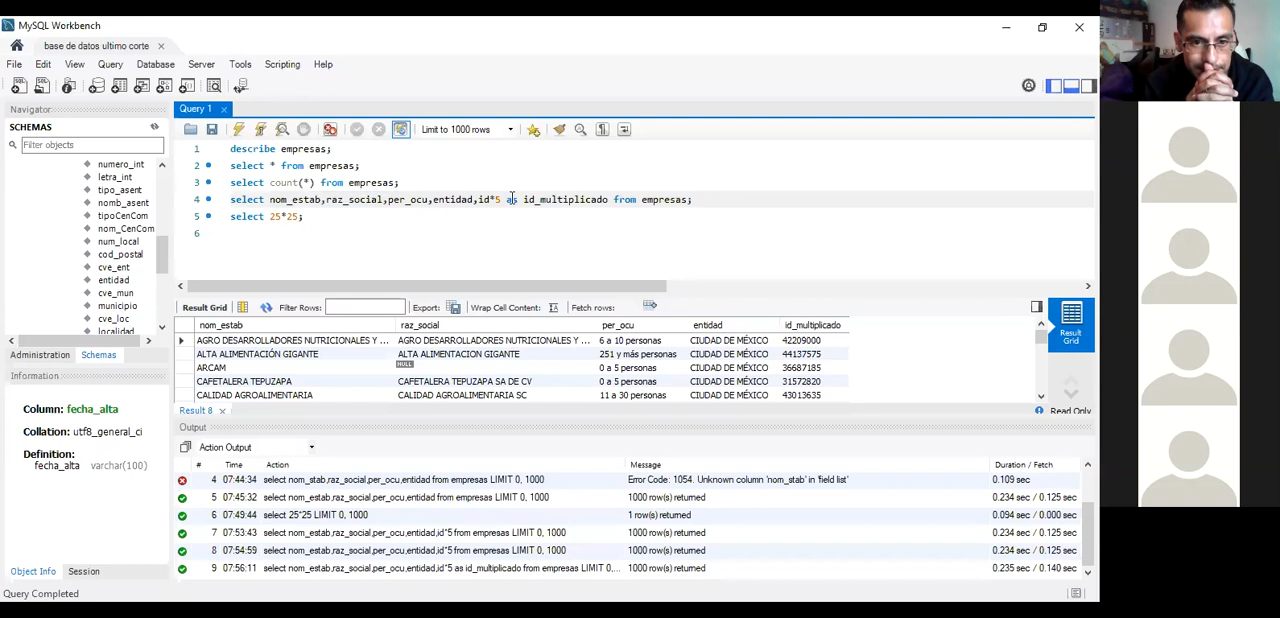 MySQL Workbench
base de datos ultimo corte
File Edit View Query Database Server Tools Scripting Help
Navigator
SCHEMAS
Filter objects
numero_int
letra_int
tipo_asent
nomb_asent
tipoCenCom
nom_CenCom
num_local
cod_postal
cve_ent
entidad
cve_mun
municipio
cve_loc
localidad
Administration Schemas
Information
Column: fecha_alta
Collation: utf8_general_ci
Definition:
fecha_alta varchar(100)
Object Info Session
Query Completed
Query 1
Limit to 1000 rows
1 describe empresas;
2 select * from empresas;
3 select count(*) from empresas;
4 select nom_estab,raz_social,per_ocu,entidad,id*5 as id_multiplicado from empresas;
5 select 25*25;
6
Result Grid Filter Rows: Export: Wrap Cell Content: Fetch rows:
nom_estab raz_social per_ocu entidad id_multiplicado
AGRO DESARROLLADORES NUTRICIONALES Y ... AGRO DESARROLLADORES NUTRICIONALES Y ... 6 a 10 personas CIUDAD DE MÉXICO 42209000
ALTA ALIMENTACIÓN GIGANTE ALTA ALIMENTACION GIGANTE 251 y más personas CIUDAD DE MÉXICO 44137575
ARCAM NULL 0 a 5 personas CIUDAD DE MÉXICO 36687185
CAFETALERA TEPUZAPA CAFETALERA TEPUZAPA SA DE CV 0 a 5 personas CIUDAD DE MÉXICO 31572820
CALIDAD AGROALIMENTARIA CALIDAD AGROALIMENTARIA SC 11 a 30 personas CIUDAD DE MÉXICO 43013635
Result
Grid
Result 8
Read Only
Output
Action Output
# Time Action Message Duration / Fetch
4 07:44:34 select nom_stab,raz_social,per_ocu,entidad from empresas LIMIT 0, 1000 Error Code: 1054. Unknown column 'nom_stab' in 'field list' 0.109 sec
5 07:45:32 select nom_estab,raz_social,per_ocu,entidad from empresas LIMIT 0, 1000 1000 row(s) returned 0.234 sec / 0.125 sec
6 07:49:44 select 25*25 LIMIT 0, 1000 1 row(s) returned 0.094 sec / 0.000 sec
7 07:53:43 select nom_estab,raz_social,per_ocu,entidad,id*5 from empresas LIMIT 0, 1000 1000 row(s) returned 0.234 sec / 0.125 sec
8 07:54:59 select nom_estab,raz_social,per_ocu,entidad,id*5 from empresas LIMIT 0, 1000 1000 row(s) returned 0.234 sec / 0.125 sec
9 07:56:11 select nom_estab,raz_social,per_ocu,entidad,id*5 as id_multiplicado from empresas LIMIT 0,... 1000 row(s) returned 0.235 sec / 0.140 sec